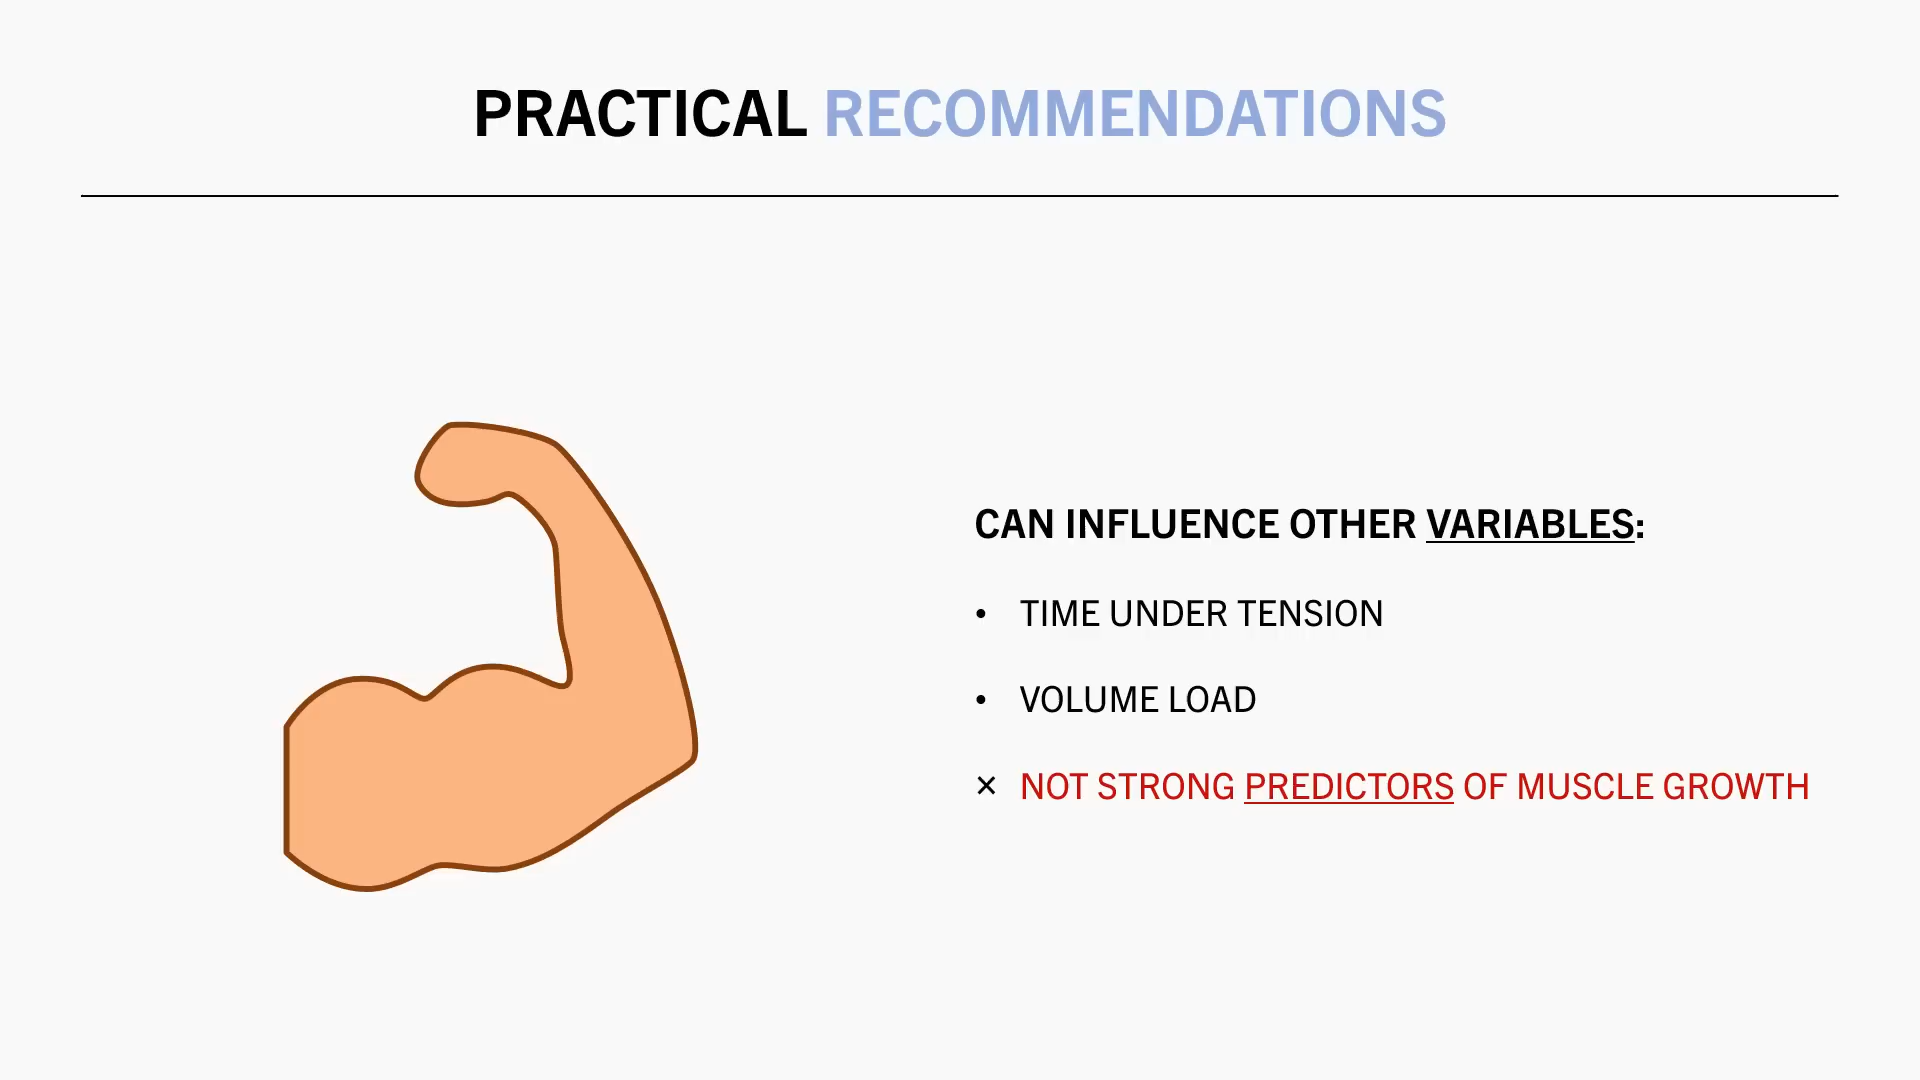 PRACTICAL RECOMMENDATIONS
CAN INFLUENCE OTHER VARIABLES:
• TIME UNDER TENSION
• VOLUME LOAD
× NOT STRONG PREDICTORS OF MUSCLE GROWTH